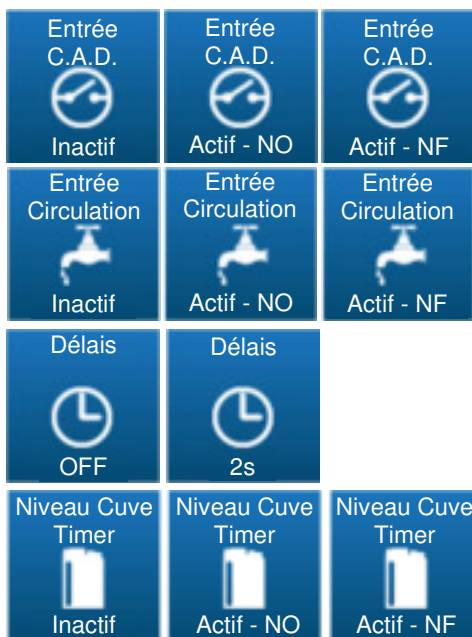 Entrée
C.A.D.
Inactif
Entrée
C.A.D.
Actif - NO
Entrée
C.A.D.
Actif - NF
Entrée
Circulation
Inactif
Entrée
Circulation
Actif - NO
Entrée
Circulation
Actif - NF
Délais
OFF
Délais
2s
Niveau Cuve
Timer
Inactif
Niveau Cuve
Timer
Actif - NO
Niveau Cuve
Timer
Actif - NF